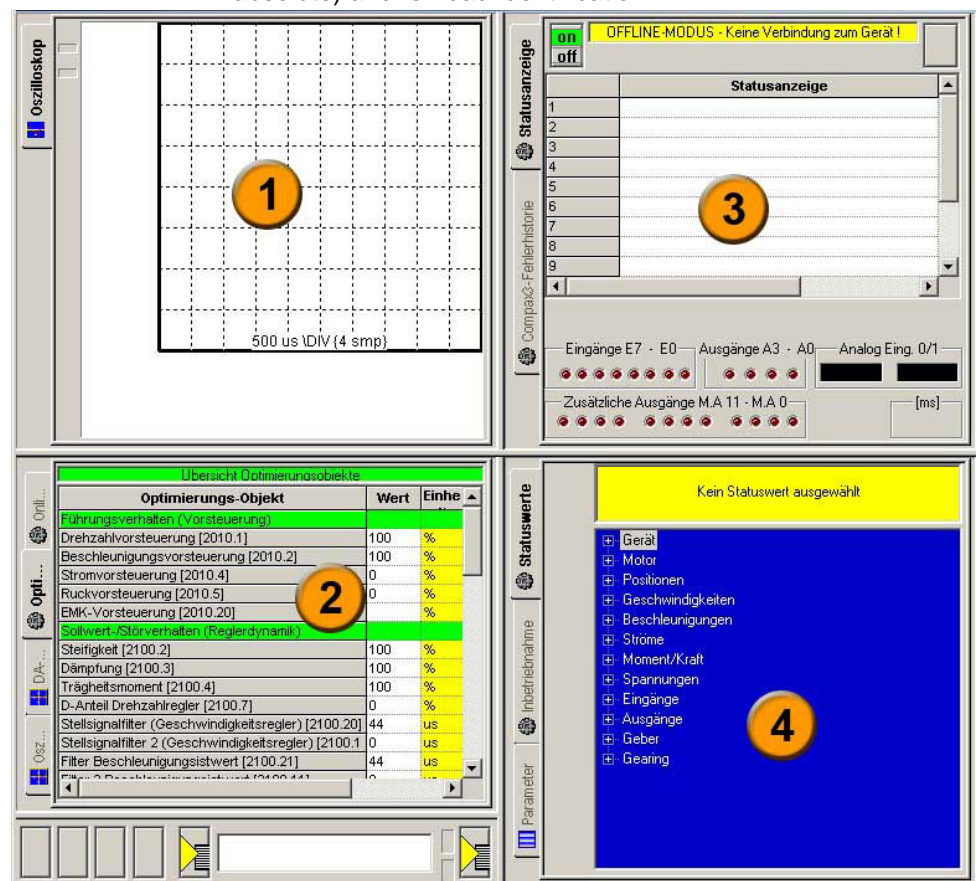 Oszilloskop
1
500 us \DIV {4 smp}
Statusanzeige
Compax3-Fehlerhistorie
on
off
OFFLINE-MODUS - Keine Verbindung zum Gerät !
Statusanzeige
1
2
3
4
5
6
7
8
9
3
Eingänge E7 - E0
Ausgänge A3 - A0
Analog Eing. 0/1
Zusätzliche Ausgänge M.A 11 - M.A 0
[ms]
Onli...
Opti...
DA-...
Osz...
Übersicht Optimierungsobjekte
Optimierungs-Objekt Wert Einhe
Führungsverhalten (Vorsteuerung)
Drehzahlvorsteuerung [2010.1] 100 %
Beschleunigungsvorsteuerung [2010.2] 100 %
Stromvorsteuerung [2010.4] 0 %
Ruckvorsteuerung [2010.5] 0 %
EMK-Vorsteuerung [2010.20] %
2
Sollwert-/Störverhalten (Reglerdynamik)
Steifigkeit [2100.2] 100 %
Dämpfung [2100.3] 100 %
Trägheitsmoment [2100.4] 100 %
D-Anteil Drehzahlregler [2100.7] 0 %
Stellsignalfilter (Geschwindigkeitsregler) [2100.20] 44 us
Stellsignalfilter 2 (Geschwindigkeitsregler) [2100.1 0 us
Filter Beschleunigungsistwert [2100.21] 44 us
Statuswerte
Inbetriebnahme
Parameter
Kein Statuswert ausgewählt
Gerät
Motor
Positionen
Geschwindigkeiten
Beschleunigungen
Ströme
Moment/Kraft
Spannungen
Eingänge
Ausgänge
Geber
Gearing
4